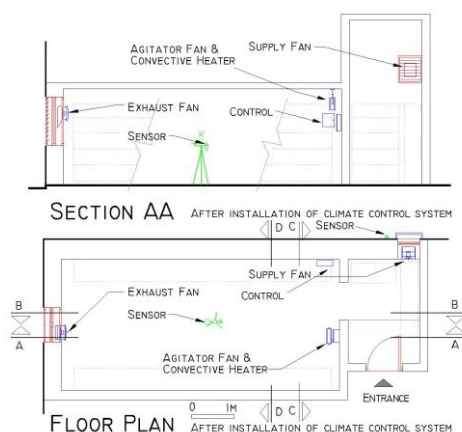 AGITATOR FAN &
CONVECTIVE HEATER
SUPPLY FAN
EXHAUST FAN
CONTROL
SENSOR
SECTION AA AFTER INSTALLATION OF CLIMATE CONTROL SYSTEM
SENSOR
D C
SUPPLY FAN
CONTROL
B
EXHAUST FAN
B
SENSOR
A
A
AGITATOR FAN &
CONVECTIVE HEATER
ENTRANCE
0 1M
D C
FLOOR PLAN AFTER INSTALLATION OF CLIMATE CONTROL SYSTEM